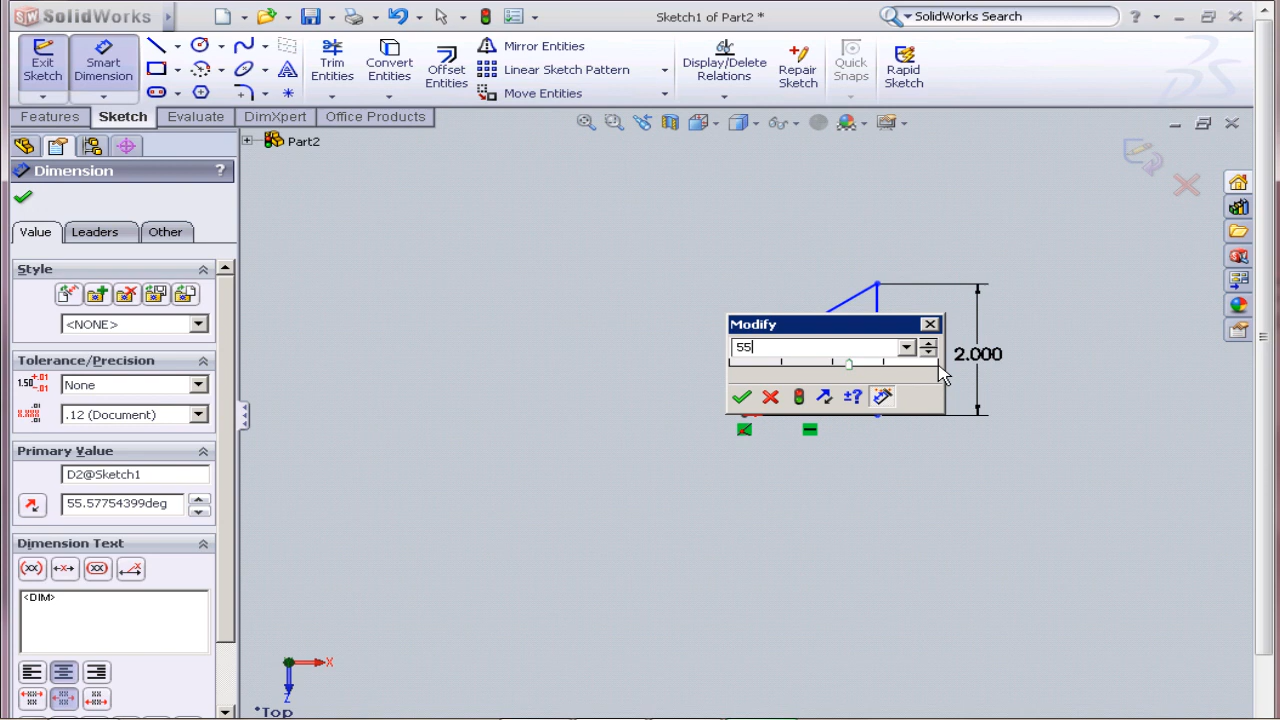 SolidWorks
Sketch1 of Part2 *
SolidWorks Search
Exit Sketch
Smart Dimension
Trim Entities
Convert Entities
Offset Entities
Mirror Entities
Linear Sketch Pattern
Move Entities
Display/Delete Relations
Repair Sketch
Quick Snaps
Rapid Sketch
Features
Sketch
Evaluate
DimXpert
Office Products
Part2
Dimension
?
Value
Leaders
Other
Style
<NONE>
Tolerance/Precision
None
.12 (Document)
Primary Value
D2@Sketch1
55.57754399deg
Dimension Text
<DIM>
Modify
55
2.000
X
Z
*Top